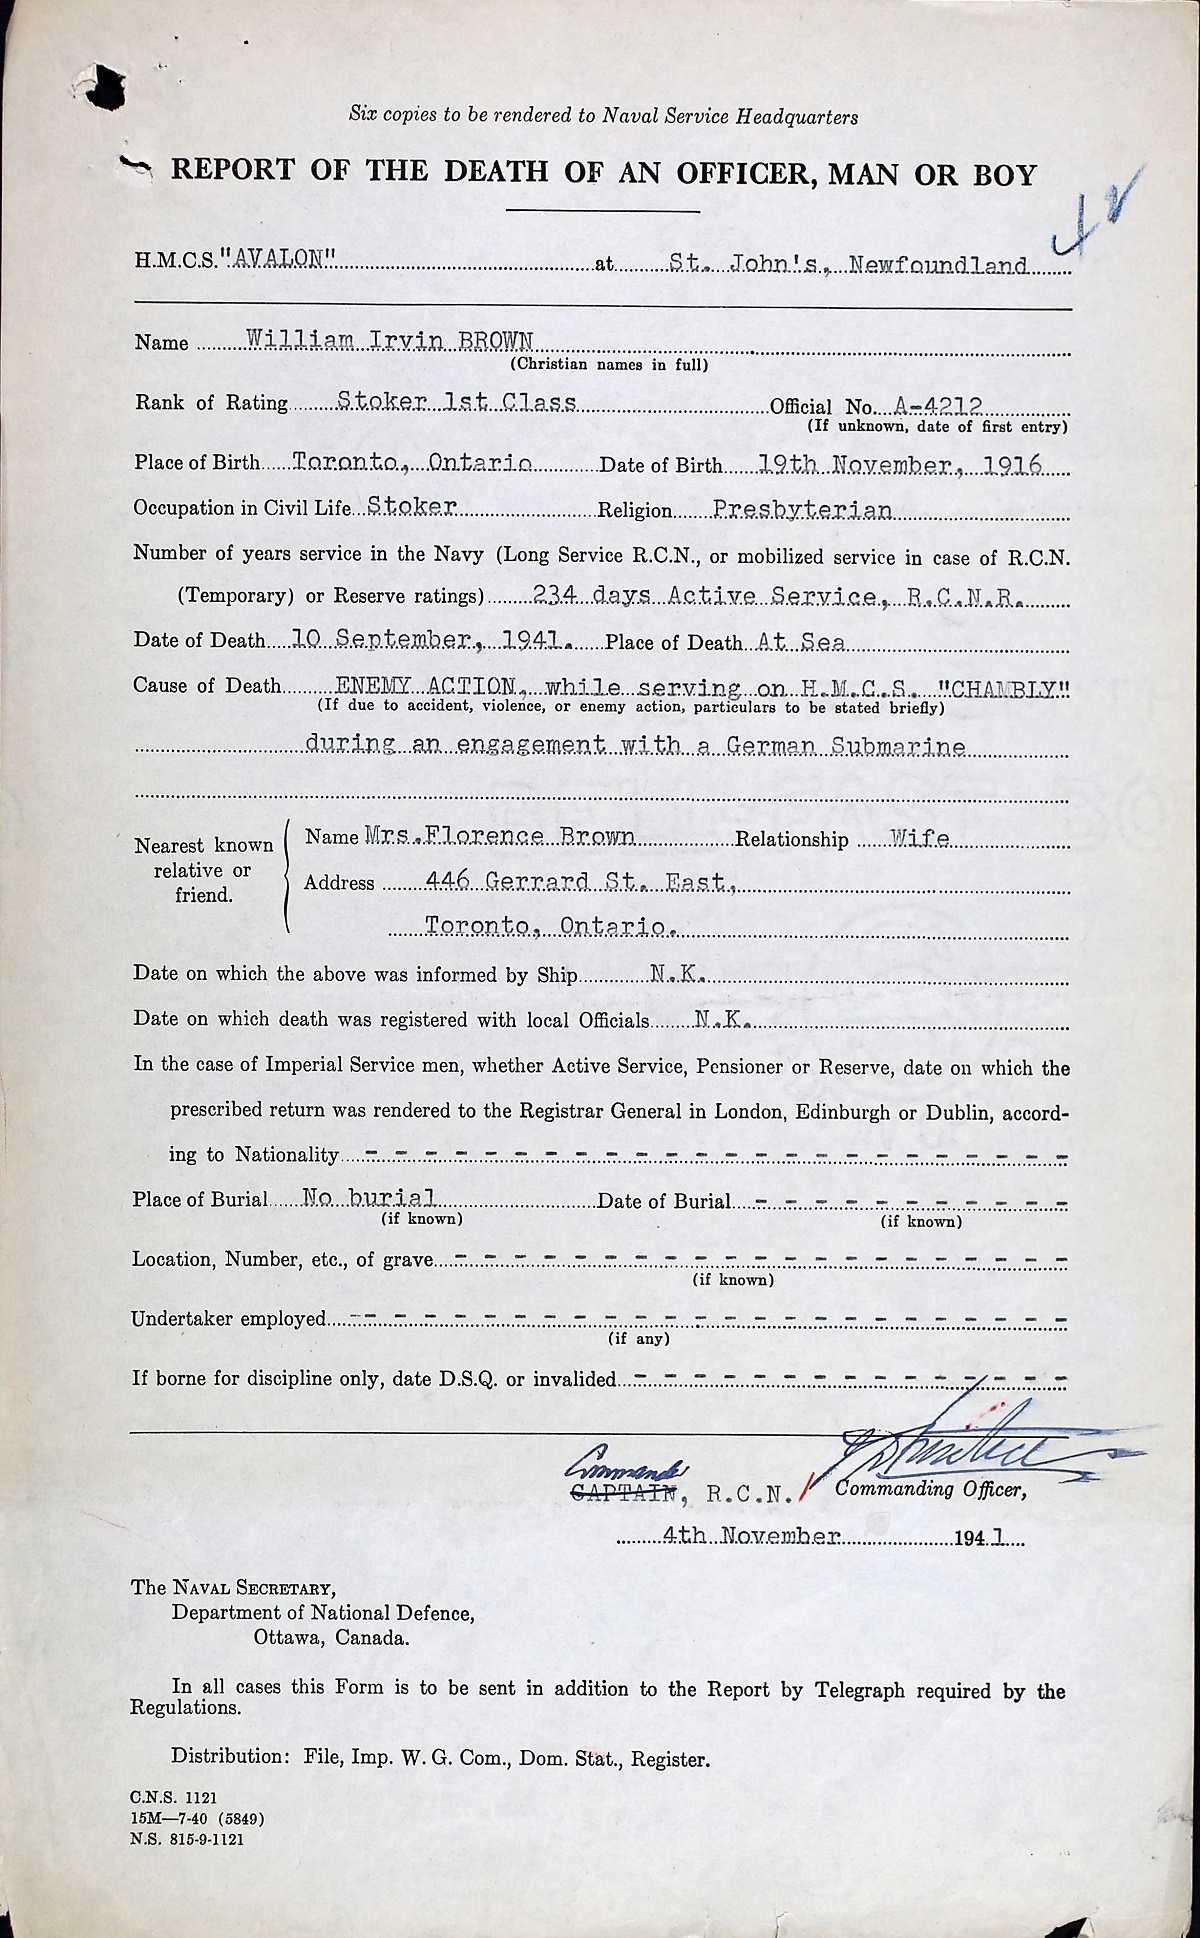 Six copies to be rendered to Naval Service Headquarters
REPORT OF THE DEATH OF AN OFFICER, MAN OR BOY
H.M.C.S. "AVALON" at St. John's, Newfoundland
Name William Irvin BROWN
(Christian names in full)
Rank of Rating Stoker 1st Class Official No. A-4212
(If unknown, date of first entry)
Place of Birth Toronto, Ontario Date of Birth 19th November, 1916
Occupation in Civil Life Stoker Religion Presbyterian
Number of years service in the Navy (Long Service R.C.N., or mobilized service in case of R.C.N.
(Temporary) or Reserve ratings) 234 days Active Service, R.C.N.R.
Date of Death 10 September, 1941. Place of Death At Sea
Cause of Death ENEMY ACTION, while serving on H.M.C.S. "CHAMBLY"
(If due to accident, violence, or enemy action, particulars to be stated briefly)
during an engagement with a German Submarine
Nearest known relative or friend.
Name Mrs.Florence Brown Relationship Wife
Address 446 Gerrard St. East,
Toronto, Ontario.
Date on which the above was informed by Ship N.K.
Date on which death was registered with local Officials N.K.
In the case of Imperial Service men, whether Active Service, Pensioner or Reserve, date on which the
prescribed return was rendered to the Registrar General in London, Edinburgh or Dublin, accord-
ing to Nationality - - - - - - - - - - - - - - - - - - - - - - - -
Place of Burial No burial Date of Burial - - - - - - - - - - -
(if known) (if known)
Location, Number, etc., of grave - - - - - - - - - - - - - - - - - - - - -
(if known)
Undertaker employed - - - - - - - - - - - - - - - - - - - - - - - - -
(if any)
If borne for discipline only, date D.S.Q. or invalided - - - - - - - - - - - - - - -
Commander
CAPTAIN, R.C.N. Commanding Officer,
4th November 1941
The NAVAL SECRETARY,
Department of National Defence,
Ottawa, Canada.
In all cases this Form is to be sent in addition to the Report by Telegraph required by the
Regulations.
Distribution: File, Imp. W. G. Com., Dom. Stat., Register.
C.N.S. 1121
15M—7-40 (5849)
N.S. 815-9-1121